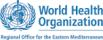 World Health
Organization
Regional Office for the Eastern Mediterranean